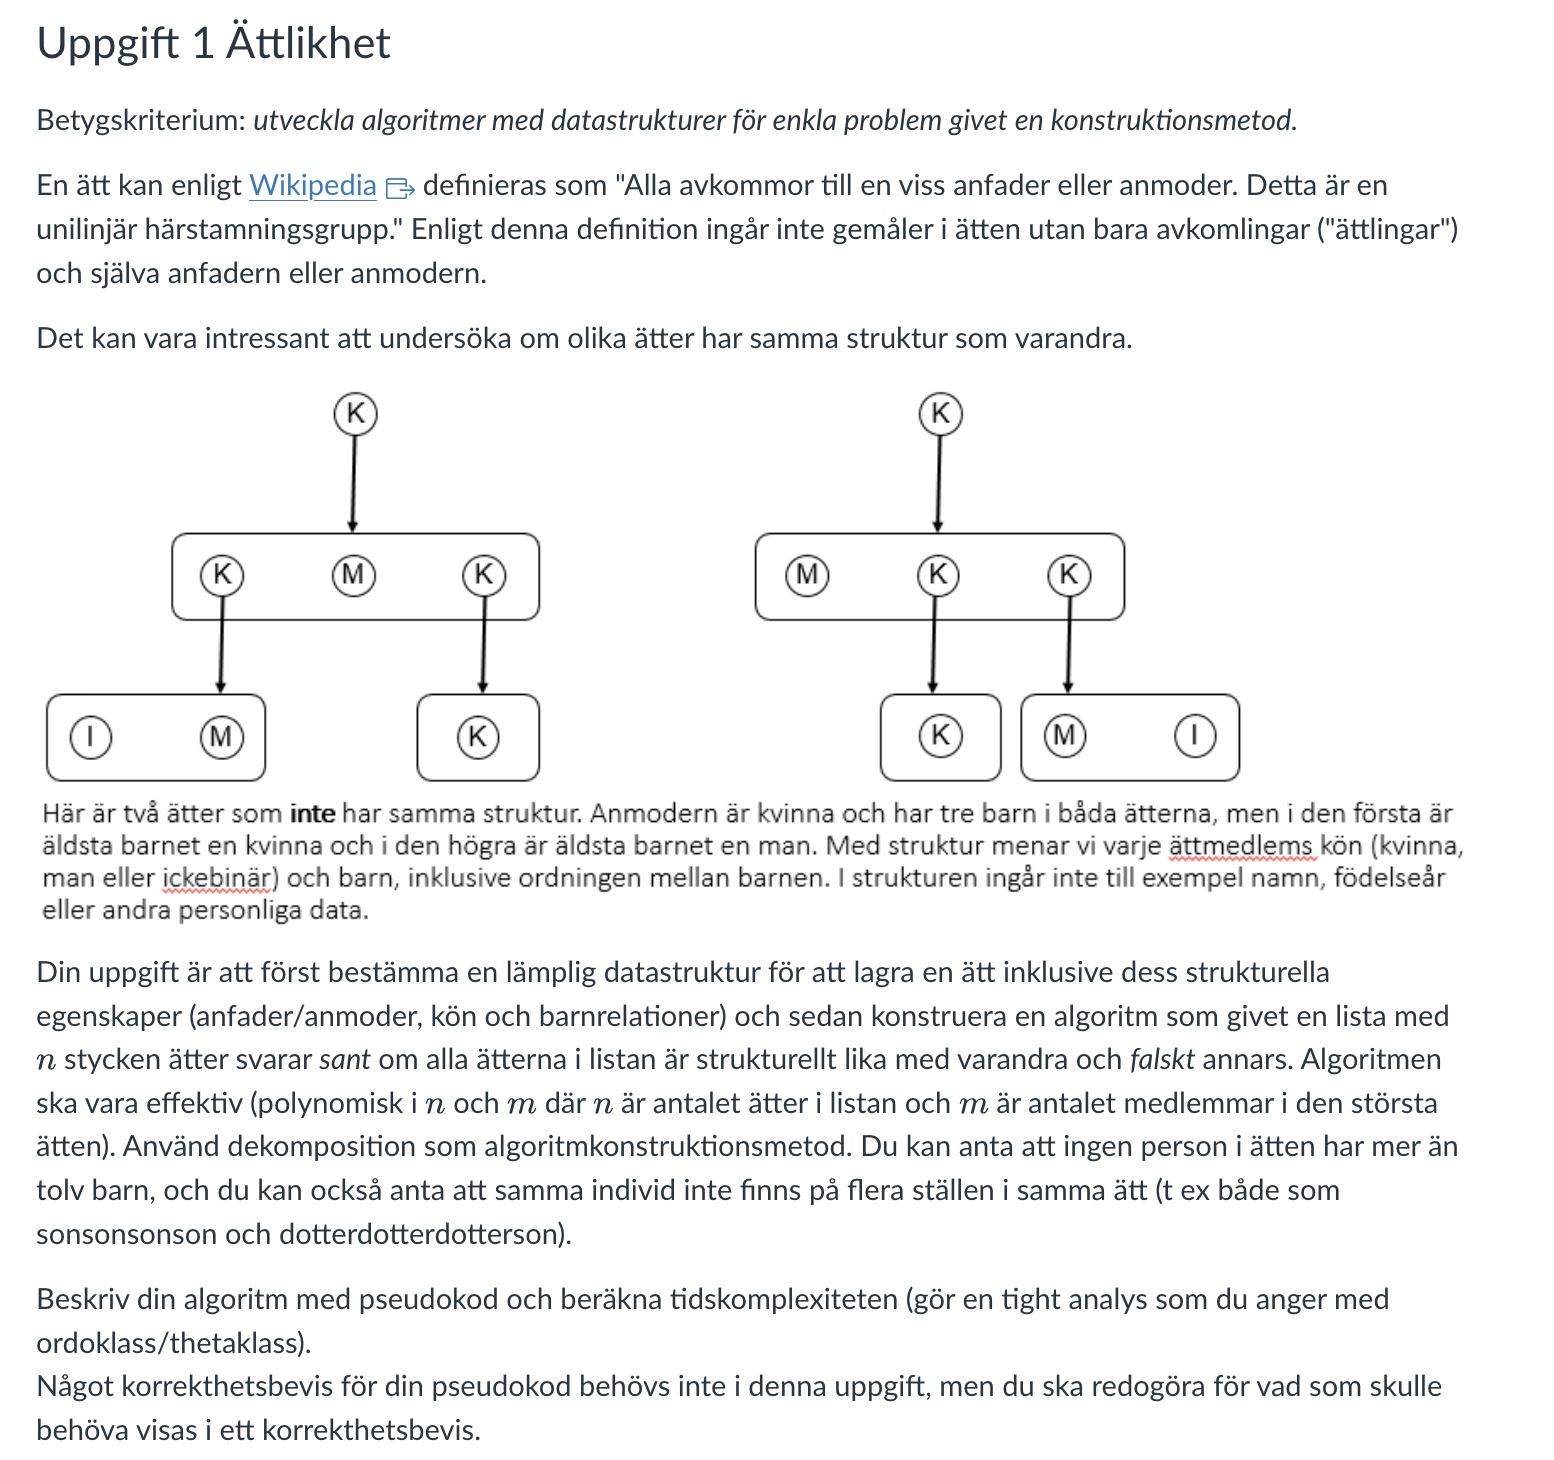 Uppgift 1 Ättlikhet
Betygskriterium: utveckla algoritmer med datastrukturer för enkla problem givet en konstruktionsmetod.
En ätt kan enligt Wikipedia definieras som "Alla avkommor till en viss anfader eller anmoder. Detta är en
unilinjär härstamningsgrupp." Enligt denna definition ingår inte gemåler i ätten utan bara avkomlingar ("ättlingar")
och själva anfadern eller anmodern.
Det kan vara intressant att undersöka om olika ätter har samma struktur som varandra.
K K
K M K M K K
I M K K M I
Här är två ätter som inte har samma struktur. Anmodern är kvinna och har tre barn i båda ätterna, men i den första är
äldsta barnet en kvinna och i den högra är äldsta barnet en man. Med struktur menar vi varje ättmedlems kön (kvinna,
man eller ickebinär) och barn, inklusive ordningen mellan barnen. I strukturen ingår inte till exempel namn, födelseår
eller andra personliga data.
Din uppgift är att först bestämma en lämplig datastruktur för att lagra en ätt inklusive dess strukturella
egenskaper (anfader/anmoder, kön och barnrelationer) och sedan konstruera en algoritm som givet en lista med
n stycken ätter svarar sant om alla ätterna i listan är strukturellt lika med varandra och falskt annars. Algoritmen
ska vara effektiv (polynomisk i n och m där n är antalet ätter i listan och m är antalet medlemmar i den största
ätten). Använd dekomposition som algoritmkonstruktionsmetod. Du kan anta att ingen person i ätten har mer än
tolv barn, och du kan också anta att samma individ inte finns på flera ställen i samma ätt (t ex både som
sonsonsonson och dotterdotterdotterson).
Beskriv din algoritm med pseudokod och beräkna tidskomplexiteten (gör en tight analys som du anger med
ordoklass/thetaklass).
Något korrekthetsbevis för din pseudokod behövs inte i denna uppgift, men du ska redogöra för vad som skulle
behöva visas i ett korrekthetsbevis.